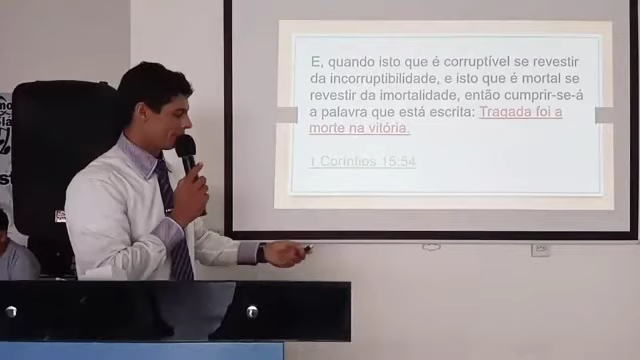 E, quando isto que é corruptível se revestir
da incorruptibilidade, e isto que é mortal se
revestir da imortalidade, então cumprir-se-á
a palavra que está escrita: Tragada foi a
morte na vitória.
1 Coríntios 15:54